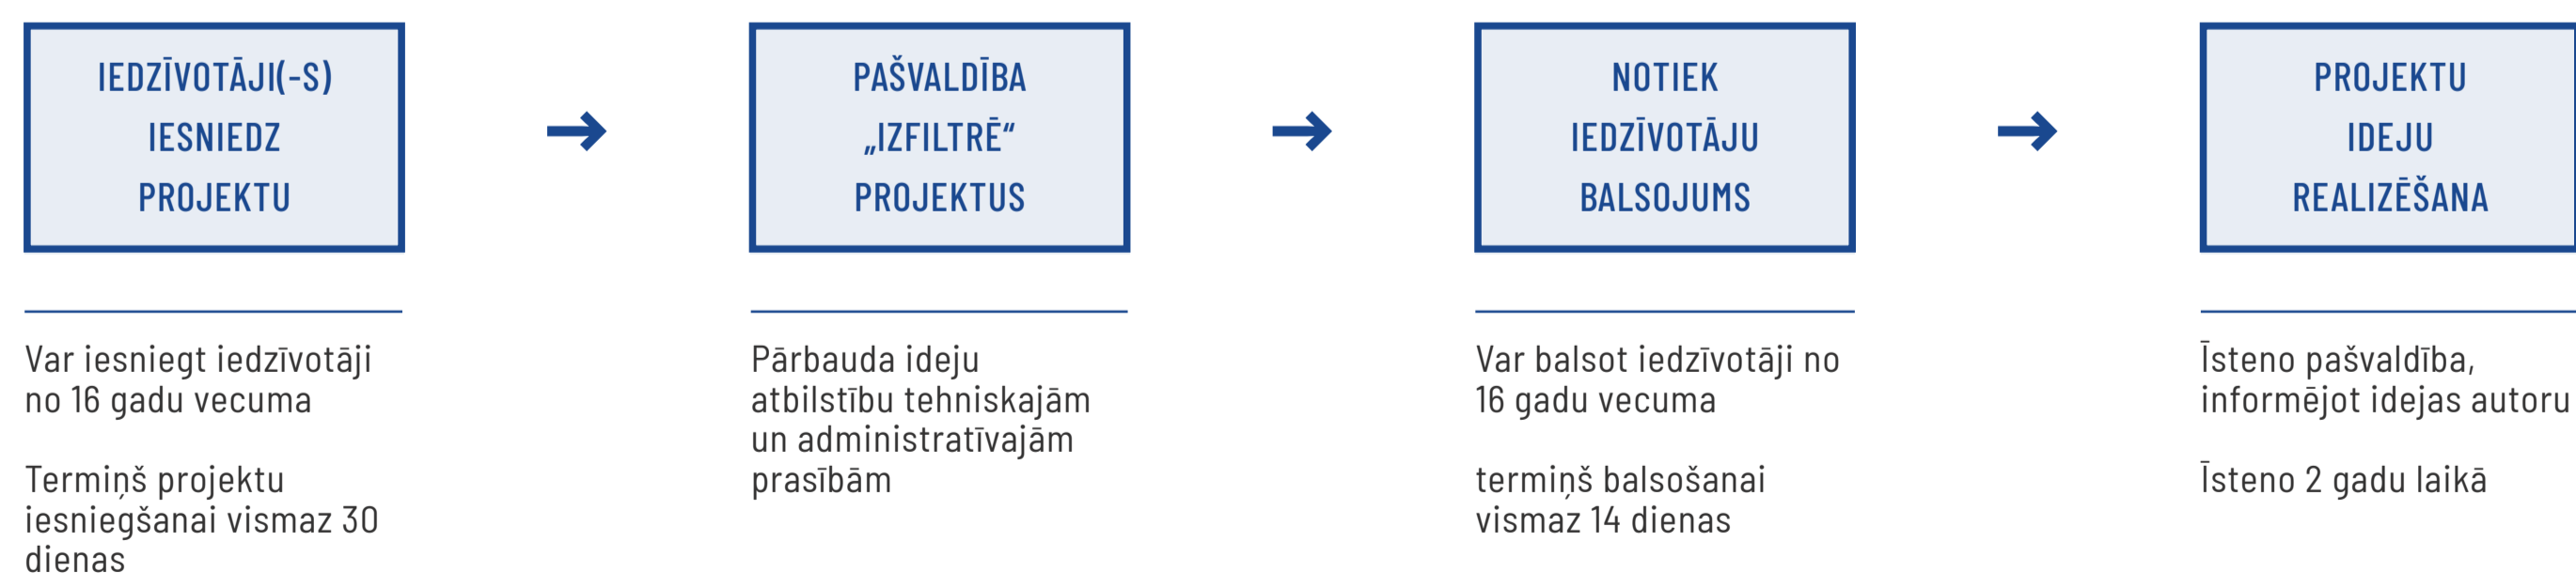 IEDZĪVOTĀJI(-S)
IESNIEDZ
PROJEKTU
Var iesniegt iedzīvotāji
no 16 gadu vecuma
Termiņš projektu
iesniegšanai vismaz 30
dienas
PAŠVALDĪBA
„IZFILTRĒ“
PROJEKTUS
Pārbauda ideju
atbilstību tehniskajām
un administratīvajām
prasībām
NOTIEK
IEDZĪVOTĀJU
BALSOJUMS
Var balsot iedzīvotāji no
16 gadu vecuma
termiņš balsošanai
vismaz 14 dienas
PROJEKTU
IDEJU
REALIZĒŠANA
Īsteno pašvaldība,
informējot idejas autoru
Īsteno 2 gadu laikā